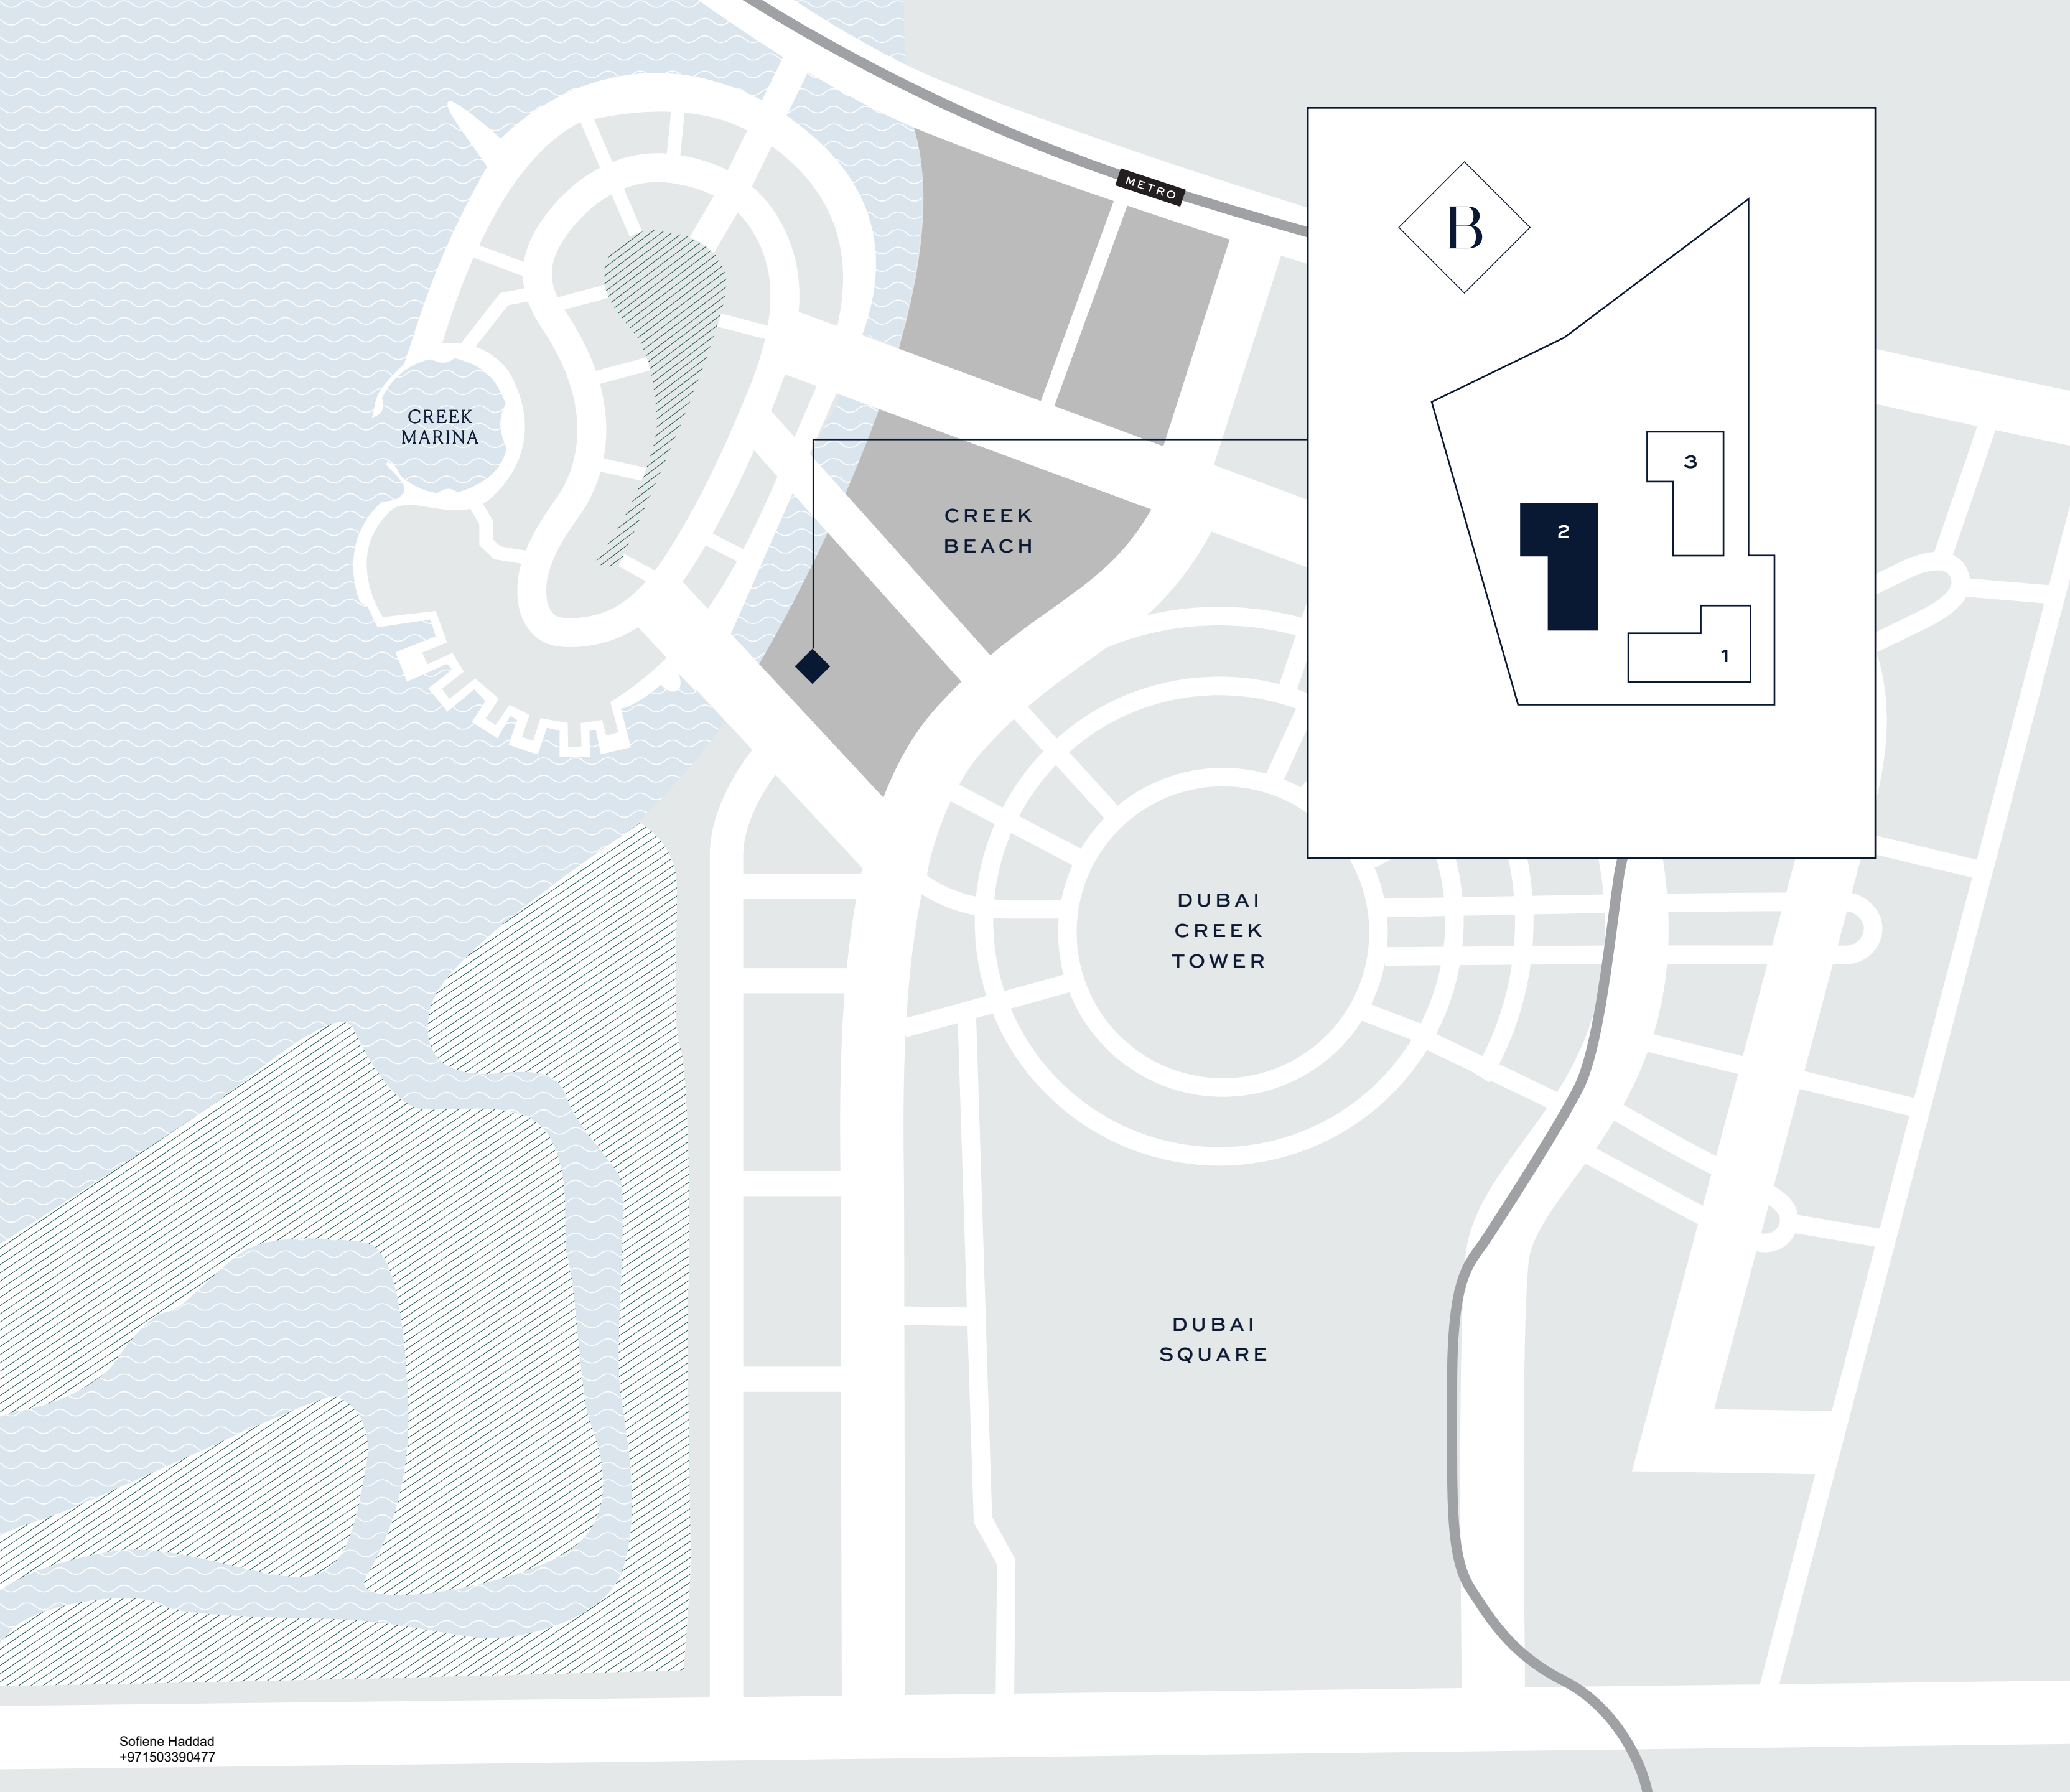 METRO
B
CREEK
MARINA
3
CREEK
BEACH
2
1
DUBAI
CREEK
TOWER
DUBAI
SQUARE
Sofiene Haddad
+971503390477